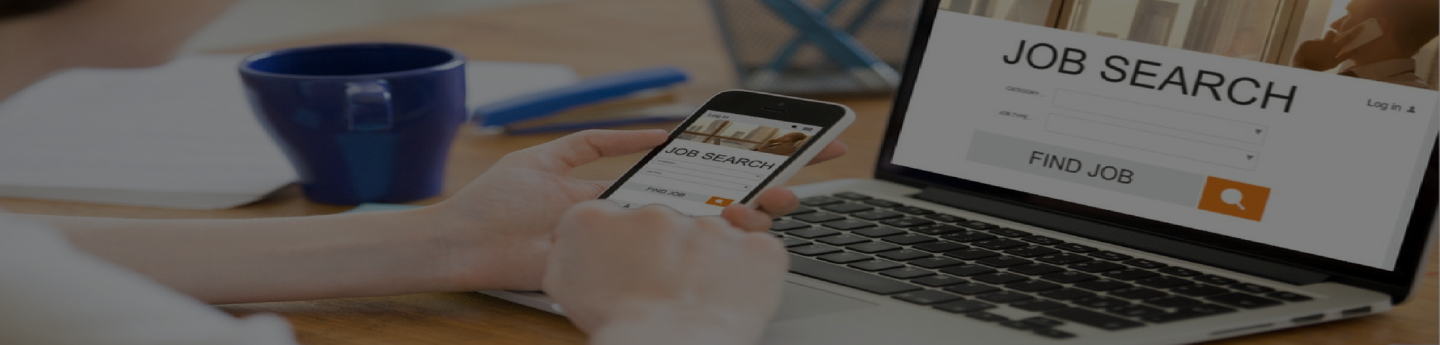 Log in
JOB SEARCH
FIND JOB
JOB SEARCH
Log in
CATEGORY
JOB TYPE
FIND JOB